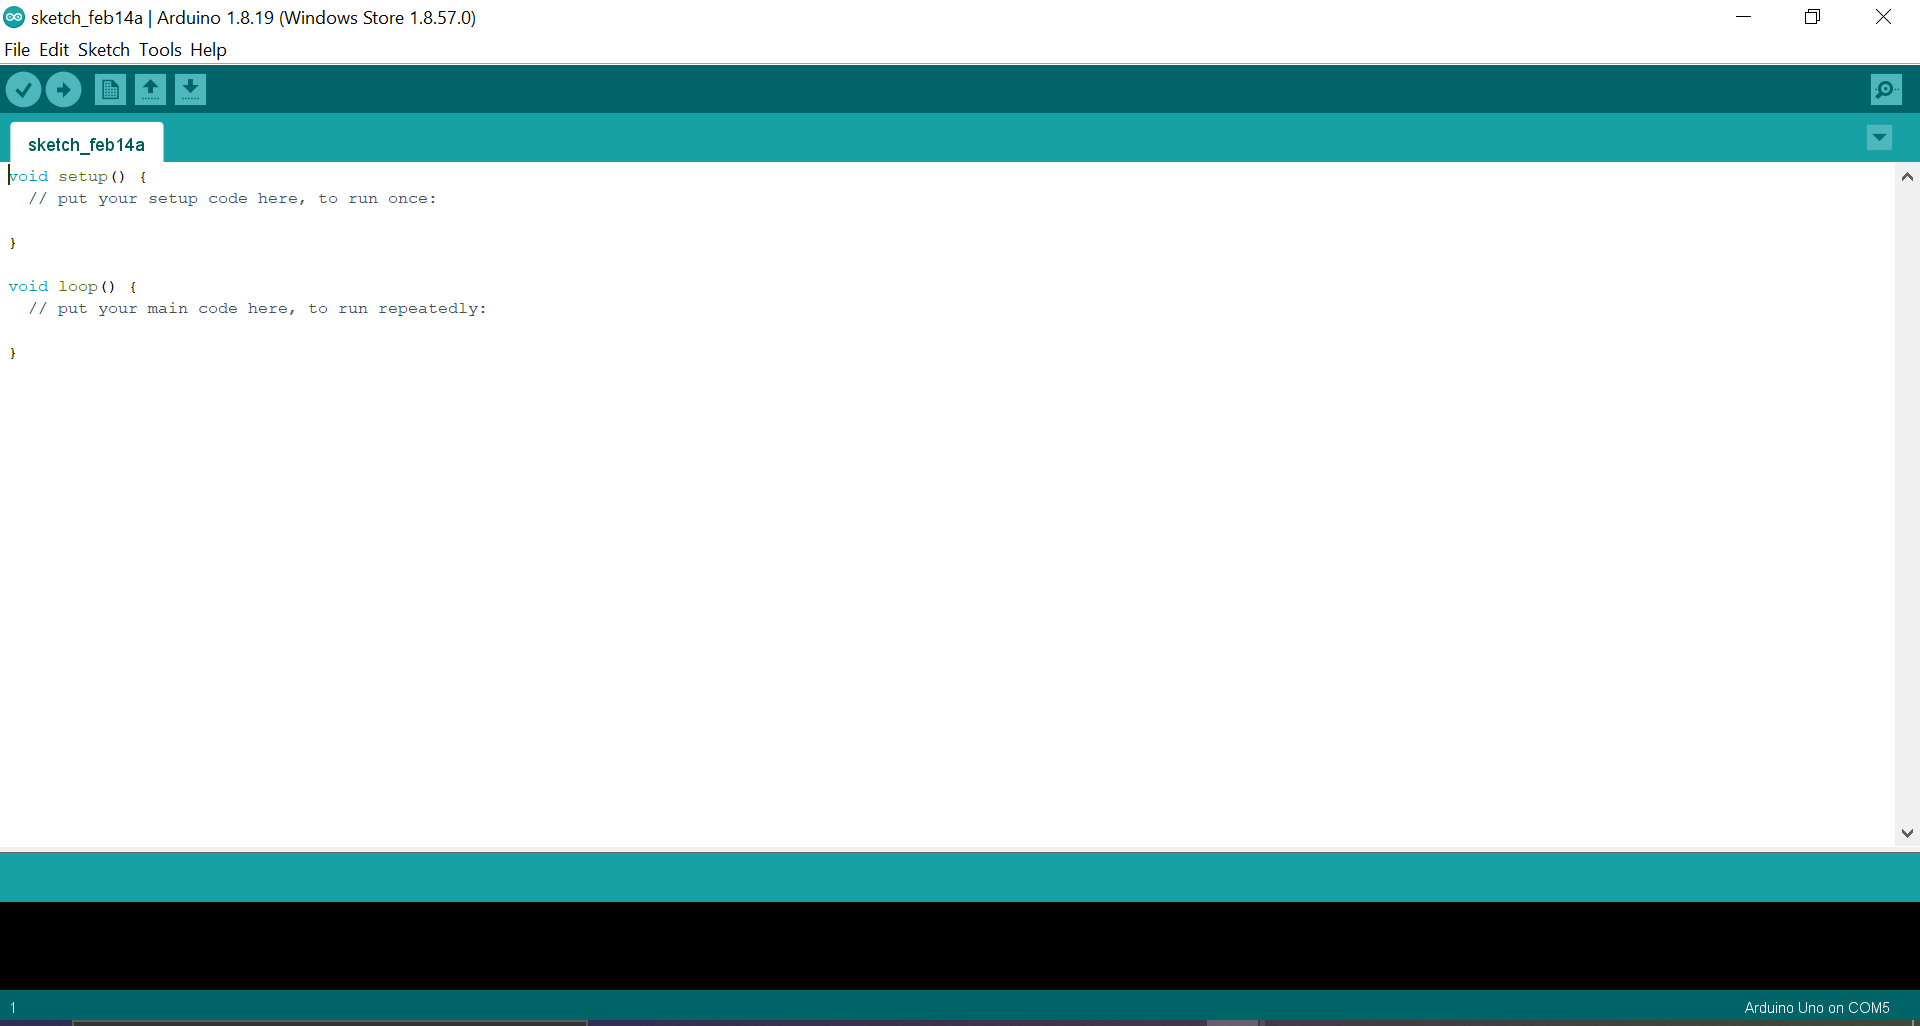 sketch_feb14a | Arduino 1.8.19 (Windows Store 1.8.57.0)
File Edit Sketch Tools Help
sketch_feb14a
void setup() {
  // put your setup code here, to run once:
}
void loop() {
  // put your main code here, to run repeatedly:
}
1
Arduino Uno on COM5